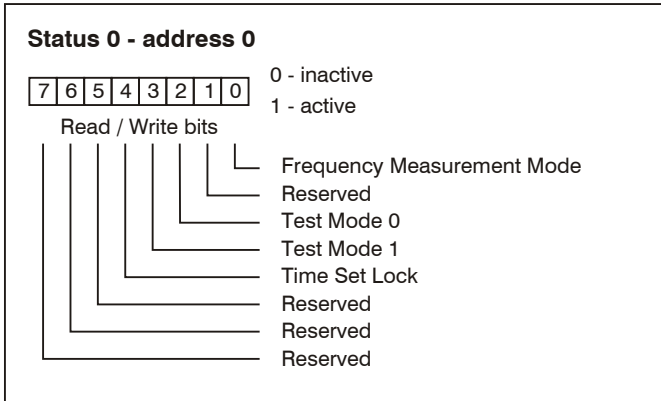 Status 0 - address 0
7 6 5 4 3 2 1 0
0 - inactive
1 - active
Read / Write bits
Frequency Measurement Mode
Reserved
Test Mode 0
Test Mode 1
Time Set Lock
Reserved
Reserved
Reserved